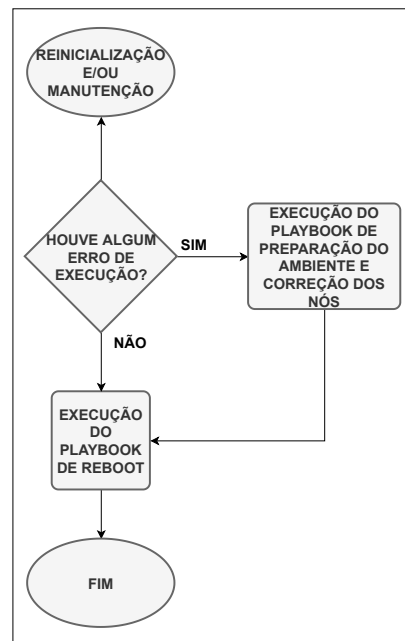 REINICIALIZAÇÃO
E/OU
MANUTENÇÃO
HOUVE ALGUM
ERRO DE
EXECUÇÃO?
SIM
EXECUÇÃO DO
PLAYBOOK DE
PREPARAÇÃO DO
AMBIENTE E
CORREÇÃO DOS
NÓS
NÃO
EXECUÇÃO
DO
PLAYBOOK
DE REBOOT
FIM